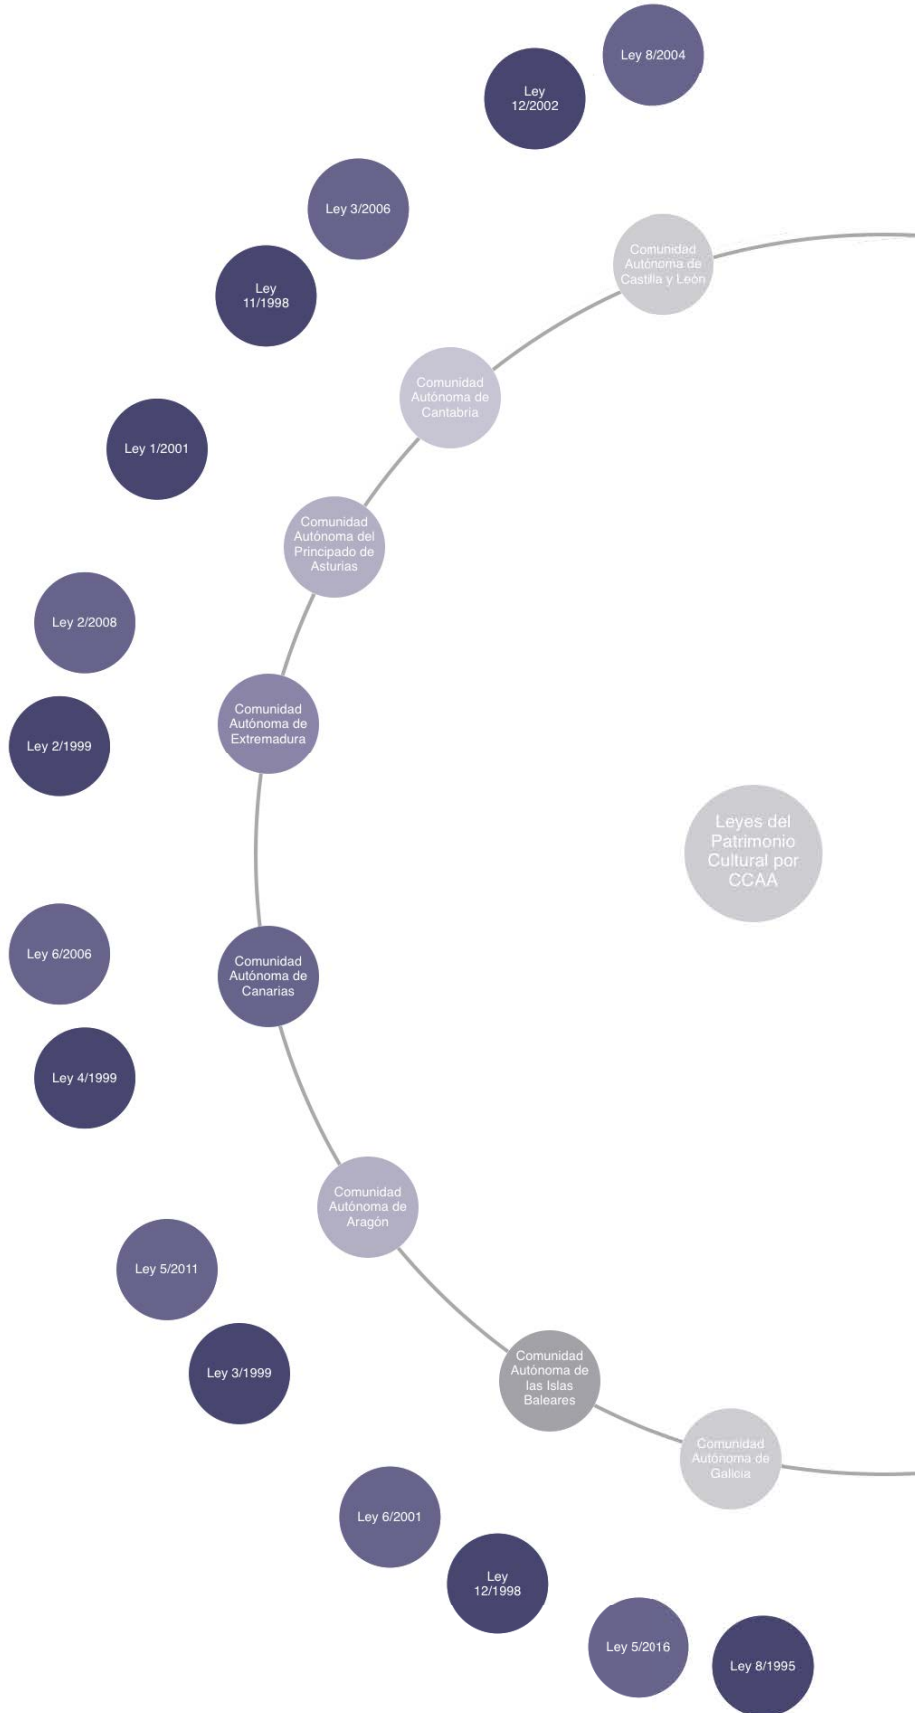 Ley 8/2004
Ley
12/2002
Ley 3/2006
Comunidad
Autónoma de
Castilla y León
Ley
11/1998
Comunidad
Autónoma de
Cantabria
Ley 1/2001
Comunidad
Autónoma del
Principado de
Asturias
Ley 2/2008
Comunidad
Autónoma de
Extremadura
Ley 2/1999
Leyes del
Patrimonio
Cultural por
CCAA
Ley 6/2006
Comunidad
Autónoma de
Canarias
Ley 4/1999
Comunidad
Autónoma de
Aragón
Ley 5/2011
Ley 3/1999
Comunidad
Autónoma de
las Islas
Baleares
Comunidad
Autónoma de
Galicia
Ley 6/2001
Ley
12/1998
Ley 5/2016
Ley 8/1995